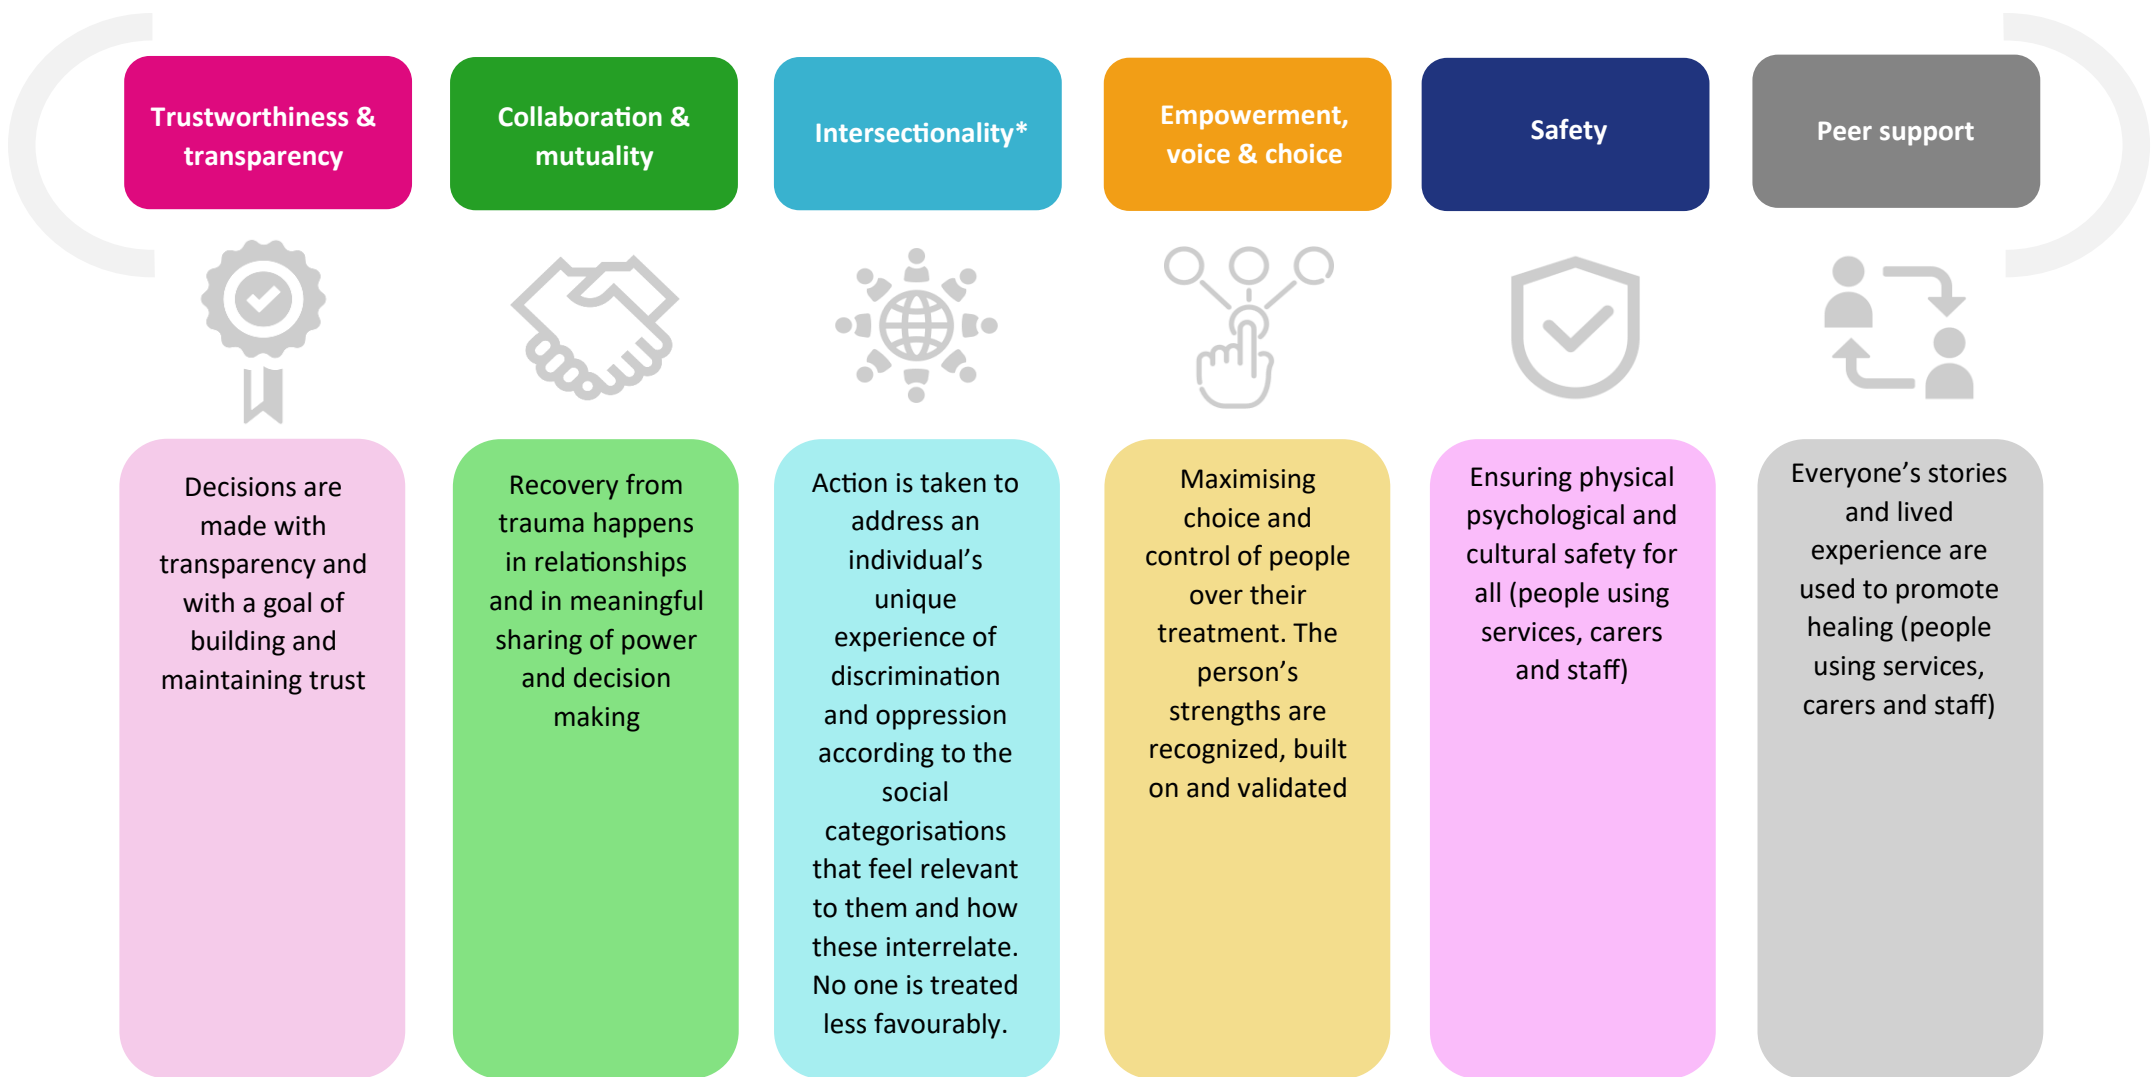 Trustworthiness &
transparency
Collaboration &
mutuality
Intersectionality*
Empowerment,
voice & choice
Safety
Peer support
Decisions are
made with
transparency and
with a goal of
building and
maintaining trust
Recovery from
trauma happens
in relationships
and in meaningful
sharing of power
and decision
making
Action is taken to
address an
individual’s
unique
experience of
discrimination
and oppression
according to the
social
categorisations
that feel relevant
to them and how
these interrelate.
No one is treated
less favourably.
Maximising
choice and
control of people
over their
treatment. The
person’s
strengths are
recognized, built
on and validated
Ensuring physical
psychological and
cultural safety for
all (people using
services, carers
and staff)
Everyone’s stories
and lived
experience are
used to promote
healing (people
using services,
carers and staff)